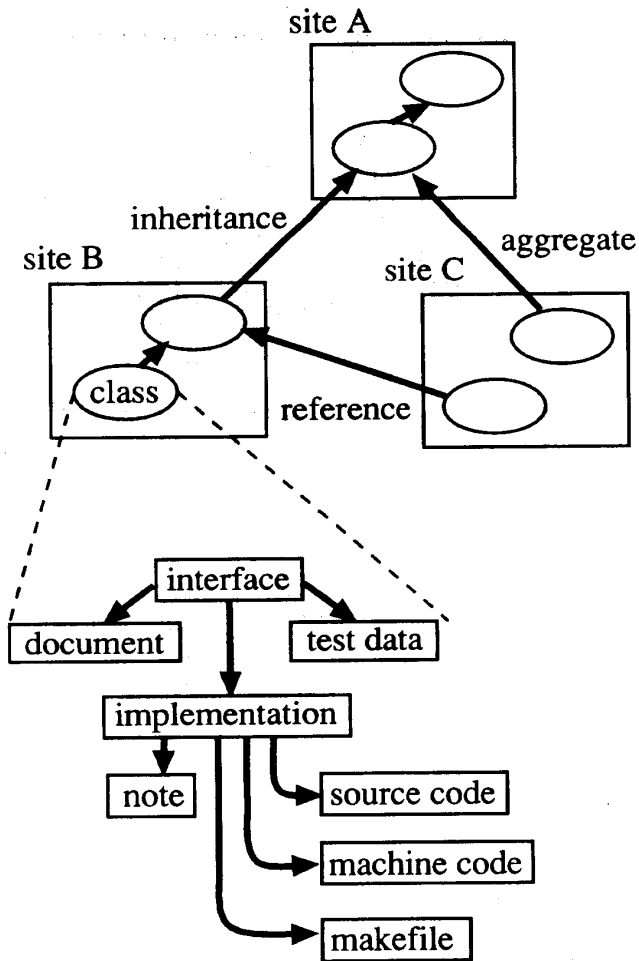 site A
inheritance
aggregate
site B
site C
class
reference
interface
document
test data
implementation
note
source code
machine code
makefile